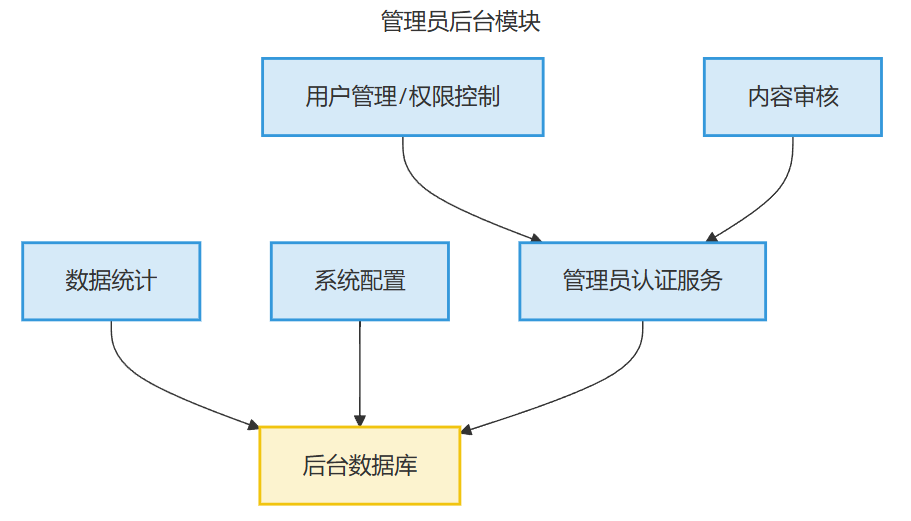 管理员后台模块
用户管理/权限控制
内容审核
数据统计
系统配置
管理员认证服务
后台数据库